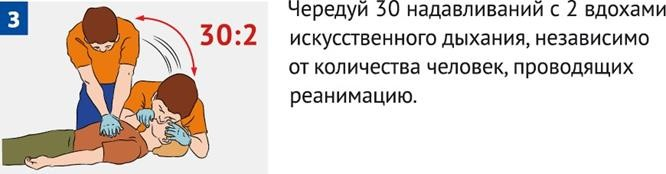 3
30:2
Чередуй 30 надавливаний с 2 вдохами
искусственного дыхания, независимо
от количества человек, проводящих
реанимацию.